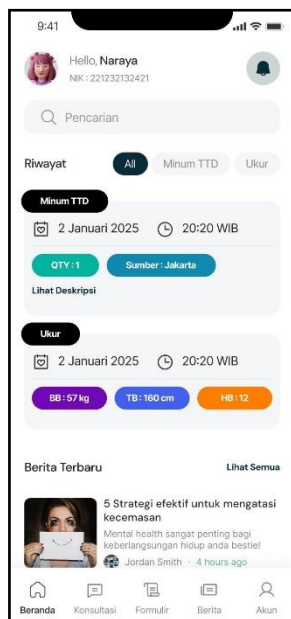 9:41
Hello, Naraya
NIK : 221232132421
Pencarian
Riwayat All Minum TTD Ukur
Minum TTD
2 Januari 2025 20:20 WIB
QTY : 1 Sumber : Jakarta
Lihat Deskripsi
Ukur
2 Januari 2025 20:20 WIB
BB : 57 kg TB : 160 cm HB : 12
Berita Terbaru Lihat Semua
5 Strategi efektif untuk mengatasi
kecemasan
Mental health sangat penting bagi
keberlangsungan hidup anda bestie!
Jordan Smith · 4 hours ago
Beranda Konsultasi Formulir Berita Akun